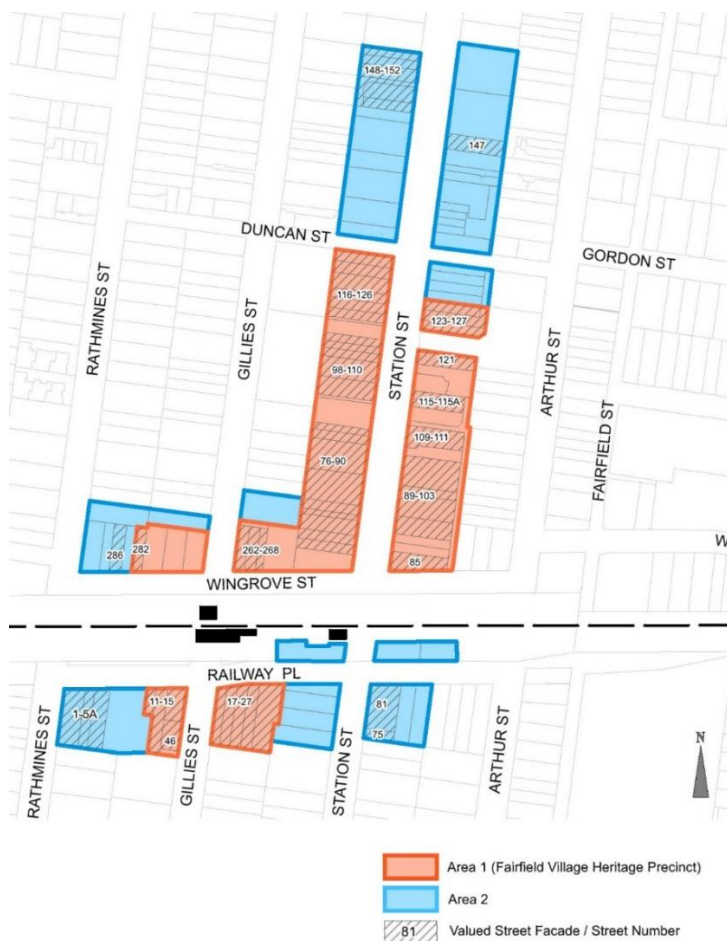 148-152
147
DUNCAN ST
GORDON ST
RATHMINES ST
GILLIES ST
STATION ST
ARTHUR ST
FAIRFIELD ST
116-126
123-127
98-110
121
115-115A
109-111
76-90
89-103
286
282
262-268
85
W
WINGROVE ST
RAILWAY PL
1-5A
11-15
46
17-27
81
75
RATHMINES ST
GILLIES ST
STATION ST
ARTHUR ST
N
Area 1 (Fairfield Village Heritage Precinct)
Area 2
81 Valued Street Facade / Street Number